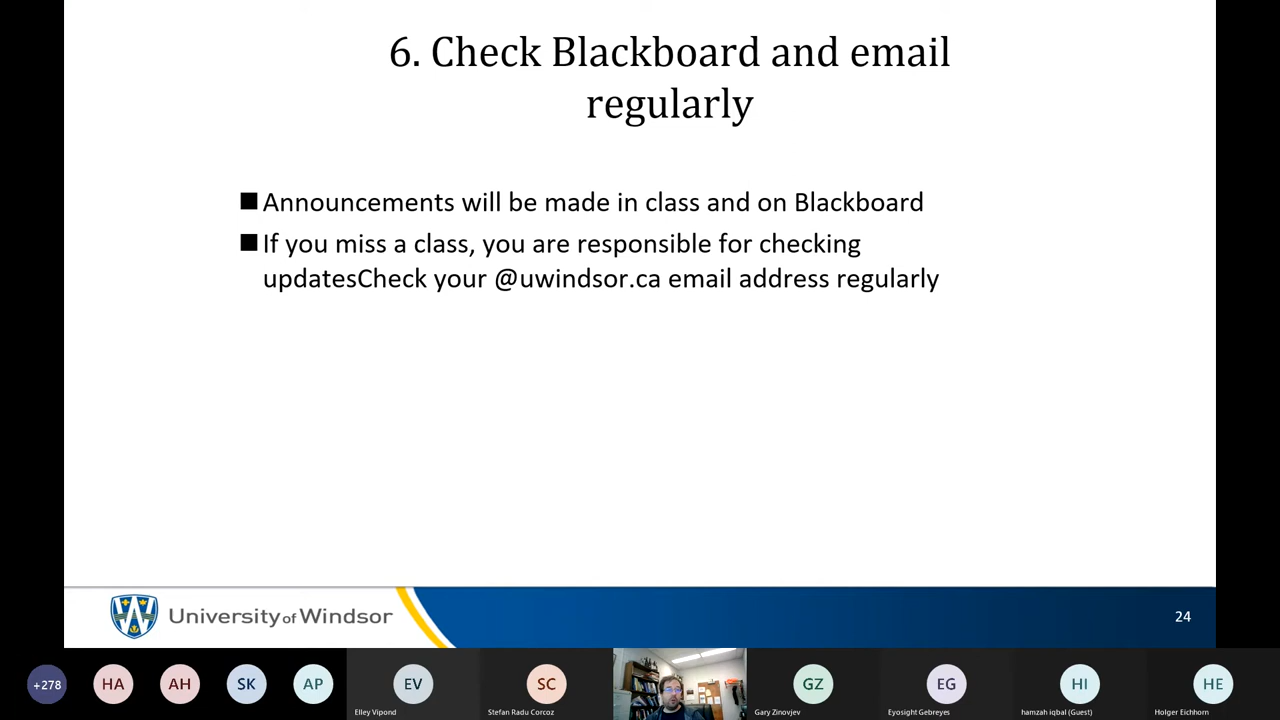 6. Check Blackboard and email
regularly
■Announcements will be made in class and on Blackboard
■If you miss a class, you are responsible for checking
updatesCheck your @uwindsor.ca email address regularly
University of Windsor
24
+278 HA AH SK AP EV SC GZ EG HI HE
Elley Vipond Stefan Radu Corcoz Gary Zinovjev Eyosight Gebreyes hamzah iqbal (Guest) Holger Eichhorn